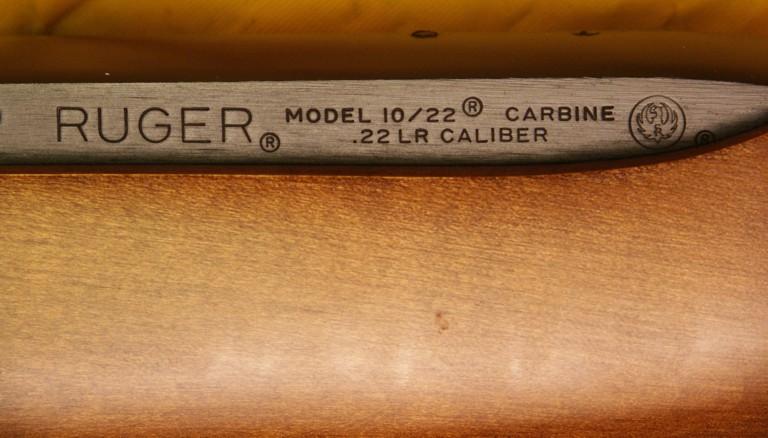 RUGER® MODEL 10/22® CARBINE ®
.22 LR CALIBER